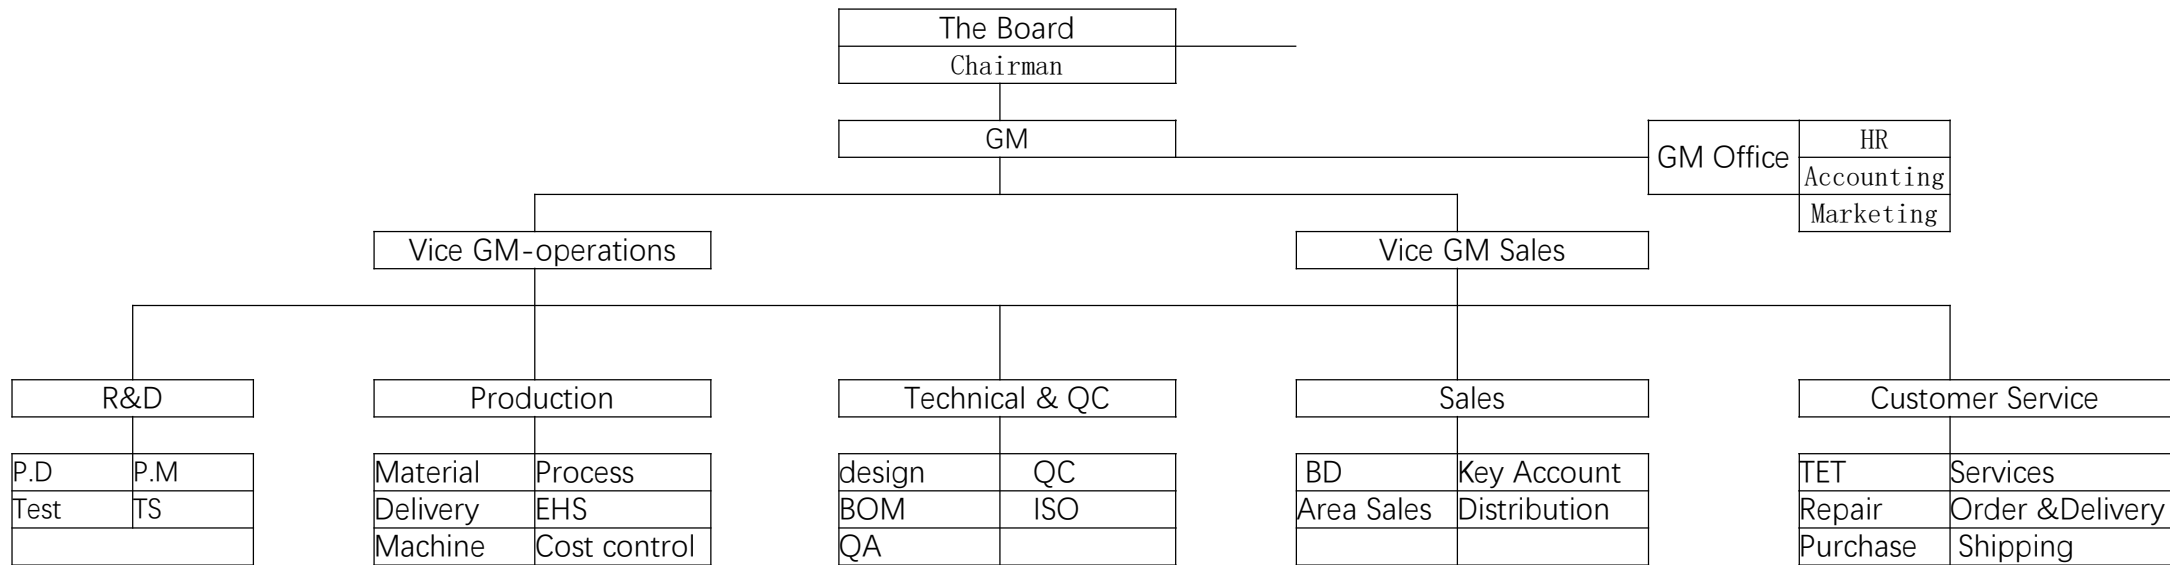 The Board
Chairman
GM
GM Office
HR
Accounting
Marketing
Vice GM-operations
Vice GM Sales
R&D
Production
Technical & QC
Sales
Customer Service
P.D P.M
Test TS
Material Process
Delivery EHS
Machine Cost control
design QC
BOM ISO
QA
BD Key Account
Area Sales Distribution
TET Services
Repair Order &Delivery
Purchase Shipping